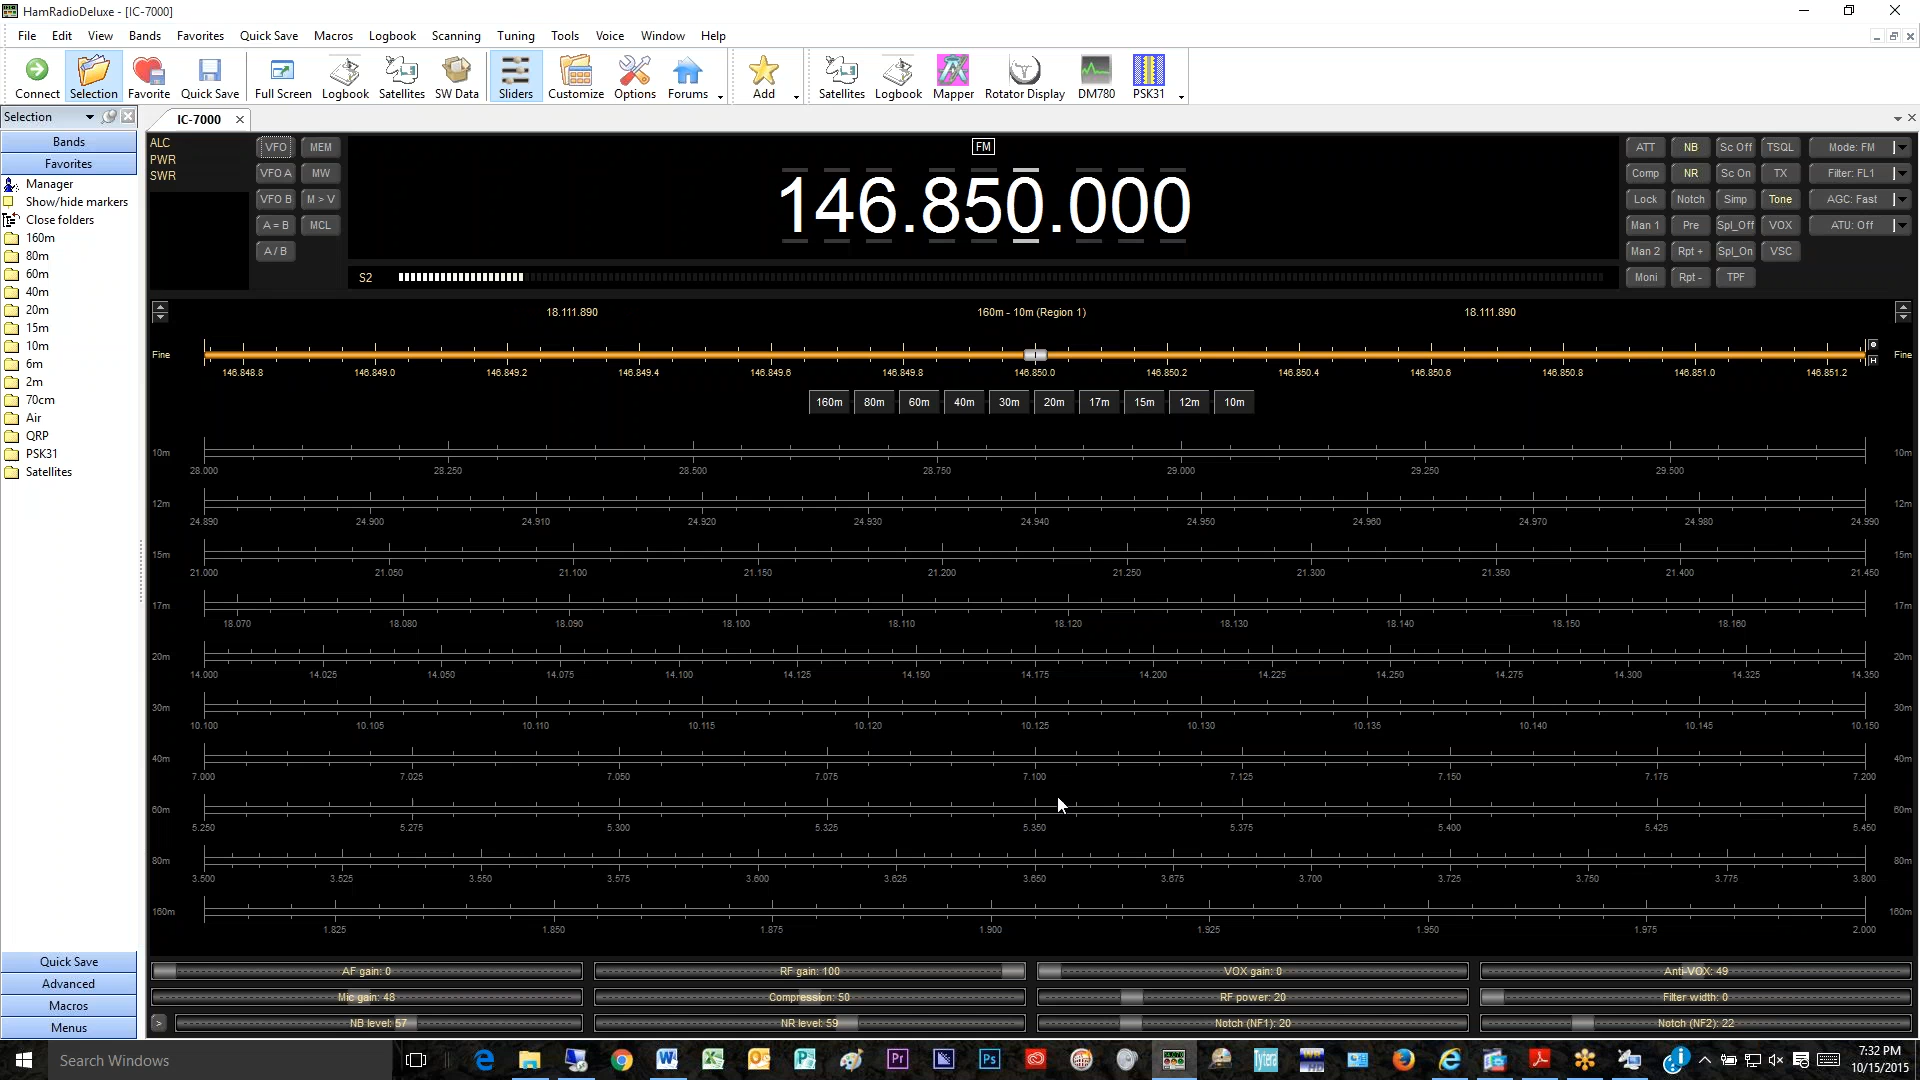 HamRadioDeluxe - [IC-7000]
File Edit View Bands Favorites Quick Save Macros Logbook Scanning Tuning Tools Voice Window Help
Connect Selection Favorite Quick Save Full Screen Logbook Satellites SW Data Sliders Customize Options Forums Add Satellites Logbook Mapper Rotator Display DM780 PSK31
Selection
IC-7000
Bands
Favorites
Manager
Show/hide markers
Close folders
160m
80m
60m
40m
20m
15m
10m
6m
2m
70cm
Air
QRP
PSK31
Satellites
Quick Save
Advanced
Macros
Menus
ALC
PWR
SWR
VFO MEM
VFO A MW
VFO B M > V
A = B MCL
A / B
FM
146.850.000
S2
ATT NB Sc Off TSQL Mode: FM
Comp NR Sc On TX Filter: FL1
Lock Notch Simp Tone AGC: Fast
Man 1 Pre Spl_Off VOX ATU: Off
Man 2 Rpt + Spl_On VSC
Moni Rpt - TPF
18.111.890 160m - 10m (Region 1) 18.111.890
Fine Fine
146.848.8 146.849.0 146.849.2 146.849.4 146.849.6 146.849.8 146.850.0 146.850.2 146.850.4 146.850.6 146.850.8 146.851.0 146.851.2
160m 80m 60m 40m 30m 20m 17m 15m 12m 10m
10m 10m
28.000 28.250 28.500 28.750 29.000 29.250 29.500
12m 12m
24.890 24.900 24.910 24.920 24.930 24.940 24.950 24.960 24.970 24.980 24.990
15m 15m
21.000 21.050 21.100 21.150 21.200 21.250 21.300 21.350 21.400 21.450
17m 17m
18.070 18.080 18.090 18.100 18.110 18.120 18.130 18.140 18.150 18.160
20m 20m
14.000 14.025 14.050 14.075 14.100 14.125 14.150 14.175 14.200 14.225 14.250 14.275 14.300 14.325 14.350
30m 30m
10.100 10.105 10.110 10.115 10.120 10.125 10.130 10.135 10.140 10.145 10.150
40m 40m
7.000 7.025 7.050 7.075 7.100 7.125 7.150 7.175 7.200
60m 60m
5.250 5.275 5.300 5.325 5.350 5.375 5.400 5.425 5.450
80m 80m
3.500 3.525 3.550 3.575 3.600 3.625 3.650 3.675 3.700 3.725 3.750 3.775 3.800
160m 160m
1.825 1.850 1.875 1.900 1.925 1.950 1.975 2.000
AF gain: 0 RF gain: 100 VOX gain: 0 Anti-VOX: 49
Mic gain: 48 Compression: 50 RF power: 20 Filter width: 0
> NB level: 57 NR level: 59 Notch (NF1): 20 Notch (NF2): 22
Search Windows
7:32 PM
10/15/2015